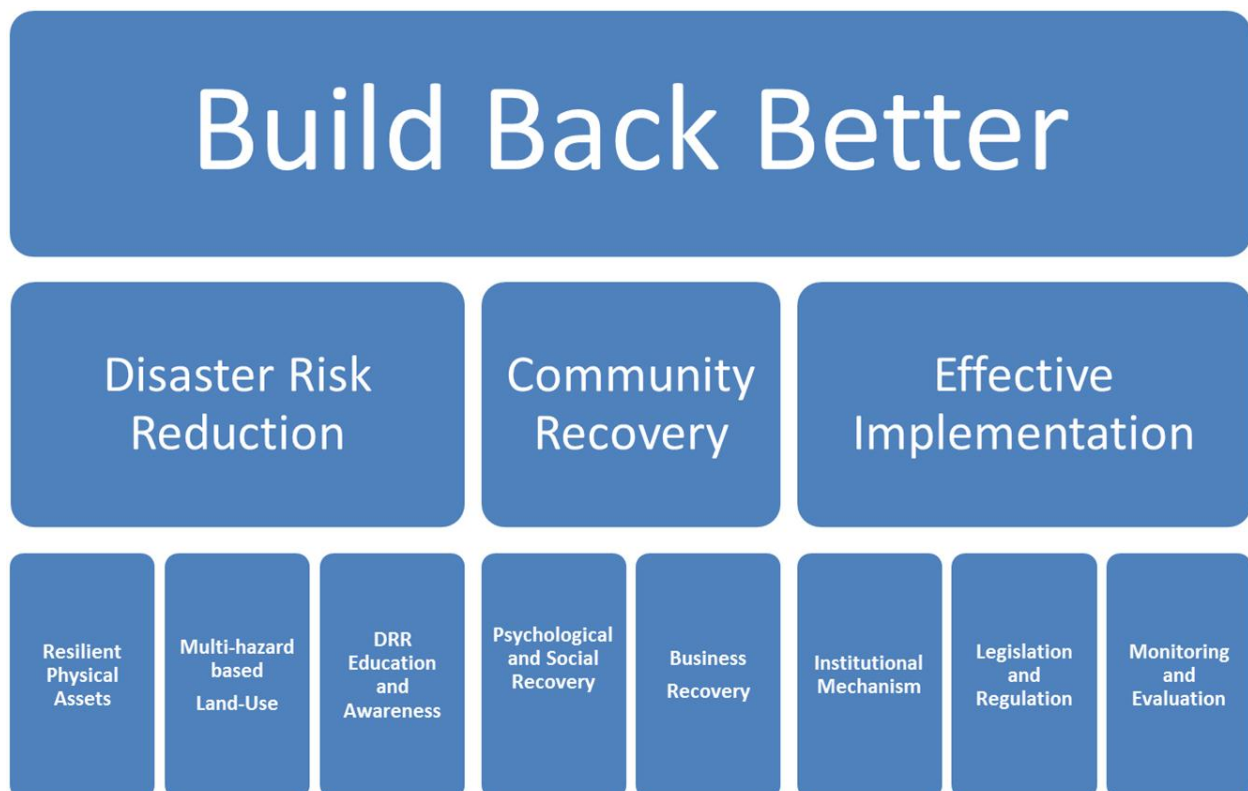 Build Back Better
Disaster Risk
Reduction
Community
Recovery
Effective
Implementation
Resilient
Physical
Assets
Multi-hazard
based
Land-Use
DRR
Education
and
Awareness
Psychological
and Social
Recovery
Business
Recovery
Institutional
Mechanism
Legislation
and
Regulation
Monitoring
and
Evaluation